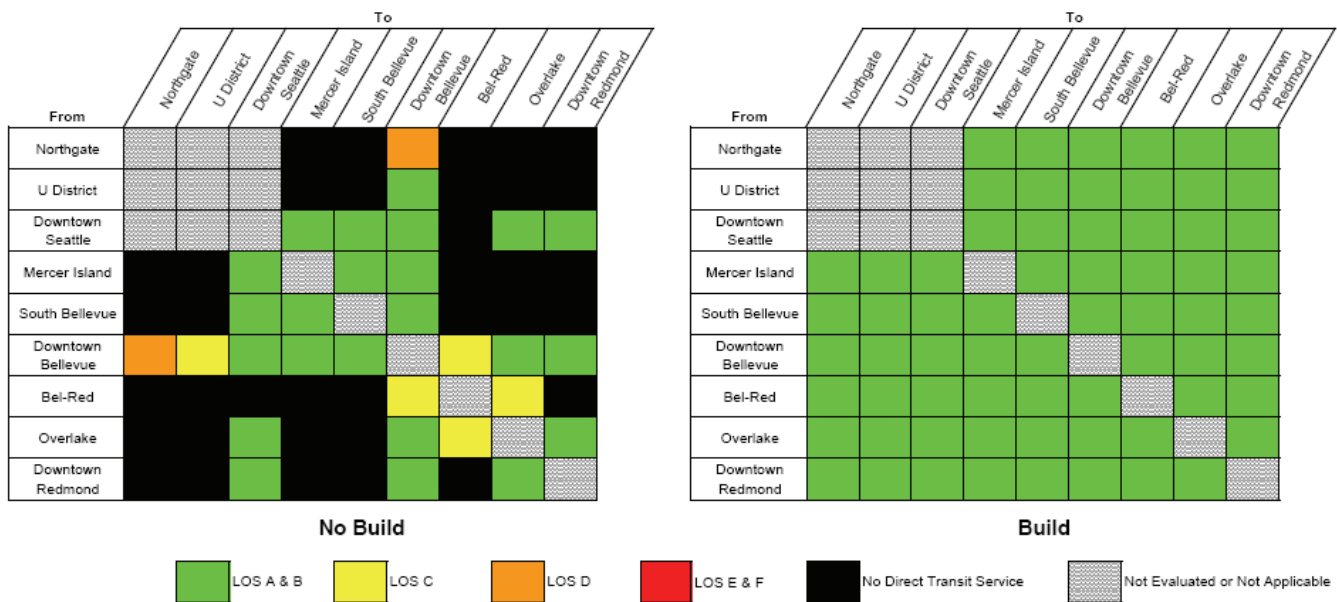 To
To
Northgate
U District
Downtown
Seattle
Mercer Island
South Bellevue
Downtown
Bellevue
Bel-Red
Overlake
Downtown
Redmond
Northgate
U District
Downtown
Seattle
Mercer Island
South Bellevue
Downtown
Bellevue
Bel-Red
Overlake
Downtown
Redmond
From
From
Northgate
U District
Downtown
Seattle
Mercer Island
South Bellevue
Downtown
Bellevue
Bel-Red
Overlake
Downtown
Redmond
Northgate
U District
Downtown
Seattle
Mercer Island
South Bellevue
Downtown
Bellevue
Bel-Red
Overlake
Downtown
Redmond
No Build
Build
LOS A & B
LOS C
LOS D
LOS E & F
No Direct Transit Service
Not Evaluated or Not Applicable